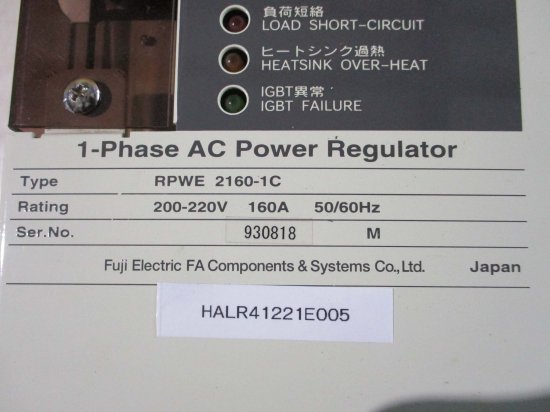 負荷短絡
LOAD SHORT-CIRCUIT
ヒートシンク過熱
HEATSINK OVER-HEAT
IGBT異常
IGBT FAILURE
1-Phase AC Power Regulator
Type RPWE 2160-1C
Rating 200-220V 160A 50/60Hz
Ser.No. 930818 M
Fuji Electric FA Components & Systems Co., Ltd. Japan
HALR41221E005